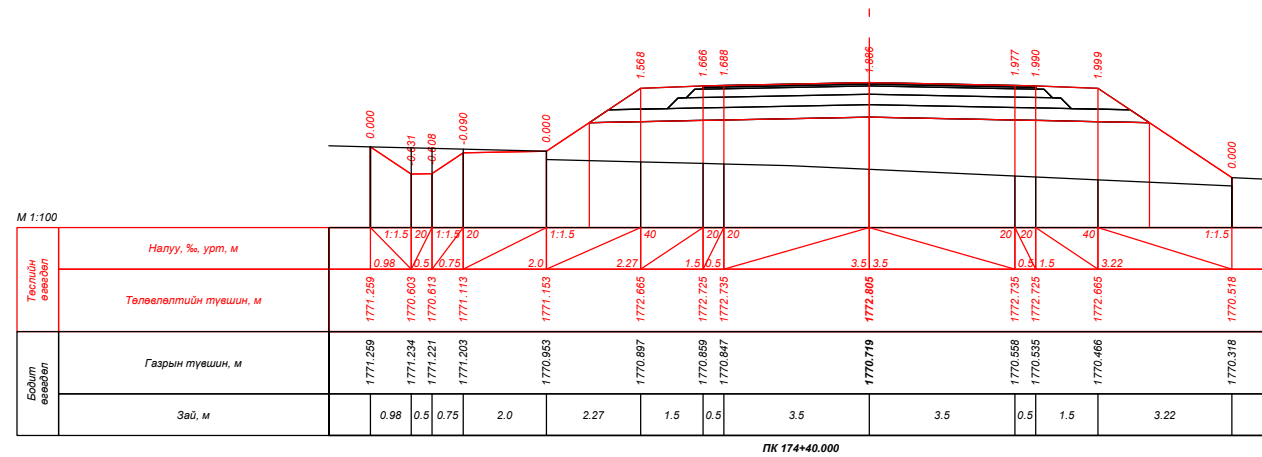 1.568 1.666 1.688 1.886 1.977 1.990 1.999
0.000 -0.631 -0.608 -0.090 0.000 0.000
М 1:100
Төслийн өгөгдөл
Налуу, ‰, урт, м
1:1.5 20 1:1.5 20 1:1.5 40 20 20 20 20 40 1:1.5
0.98 0.5 0.75 2.0 2.27 1.5 0.5 3.5 3.5 0.5 1.5 3.22
Төлөвлөлтийн түвшин, м
1771.259 1770.603 1770.613 1771.113 1771.153 1772.665 1772.725 1772.735 1772.805 1772.735 1772.725 1772.665 1770.518
Бодит өгөгдөл
Газрын түвшин, м
1771.259 1771.234 1771.221 1771.203 1770.953 1770.897 1770.859 1770.847 1770.719 1770.558 1770.535 1770.466 1770.318
Зай, м
0.98 0.5 0.75 2.0 2.27 1.5 0.5 3.5 3.5 0.5 1.5 3.22
ПК 174+40.000